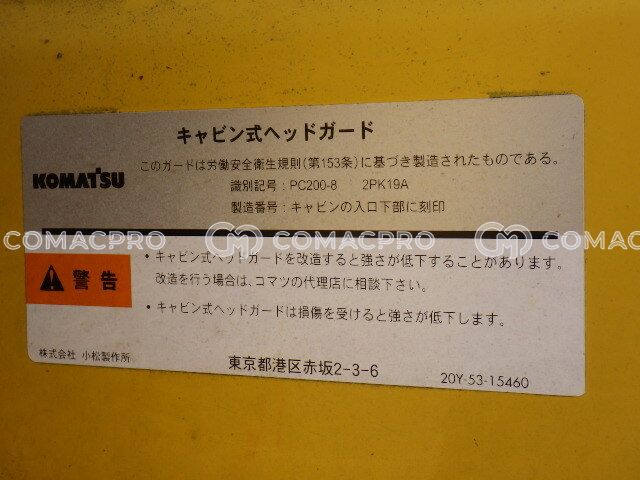 キャビン式ヘッドガード
KOMATSU
このガードは労働安全衛生規則(第153条)に基づき製造されたものである。
識別記号：PC200-8 2PK19A
製造番号：キャビンの入口下部に刻印
COMACPRO COMACPRO COMACPRO
警告
・キャビン式ヘッドガードを改造すると強さが低下することがあります。
改造を行う場合は、コマツの代理店に相談下さい。
・キャビン式ヘッドガードは損傷を受けると強さが低下します。
株式会社 小松製作所
東京都港区赤坂2-3-6
20Y-53-15460